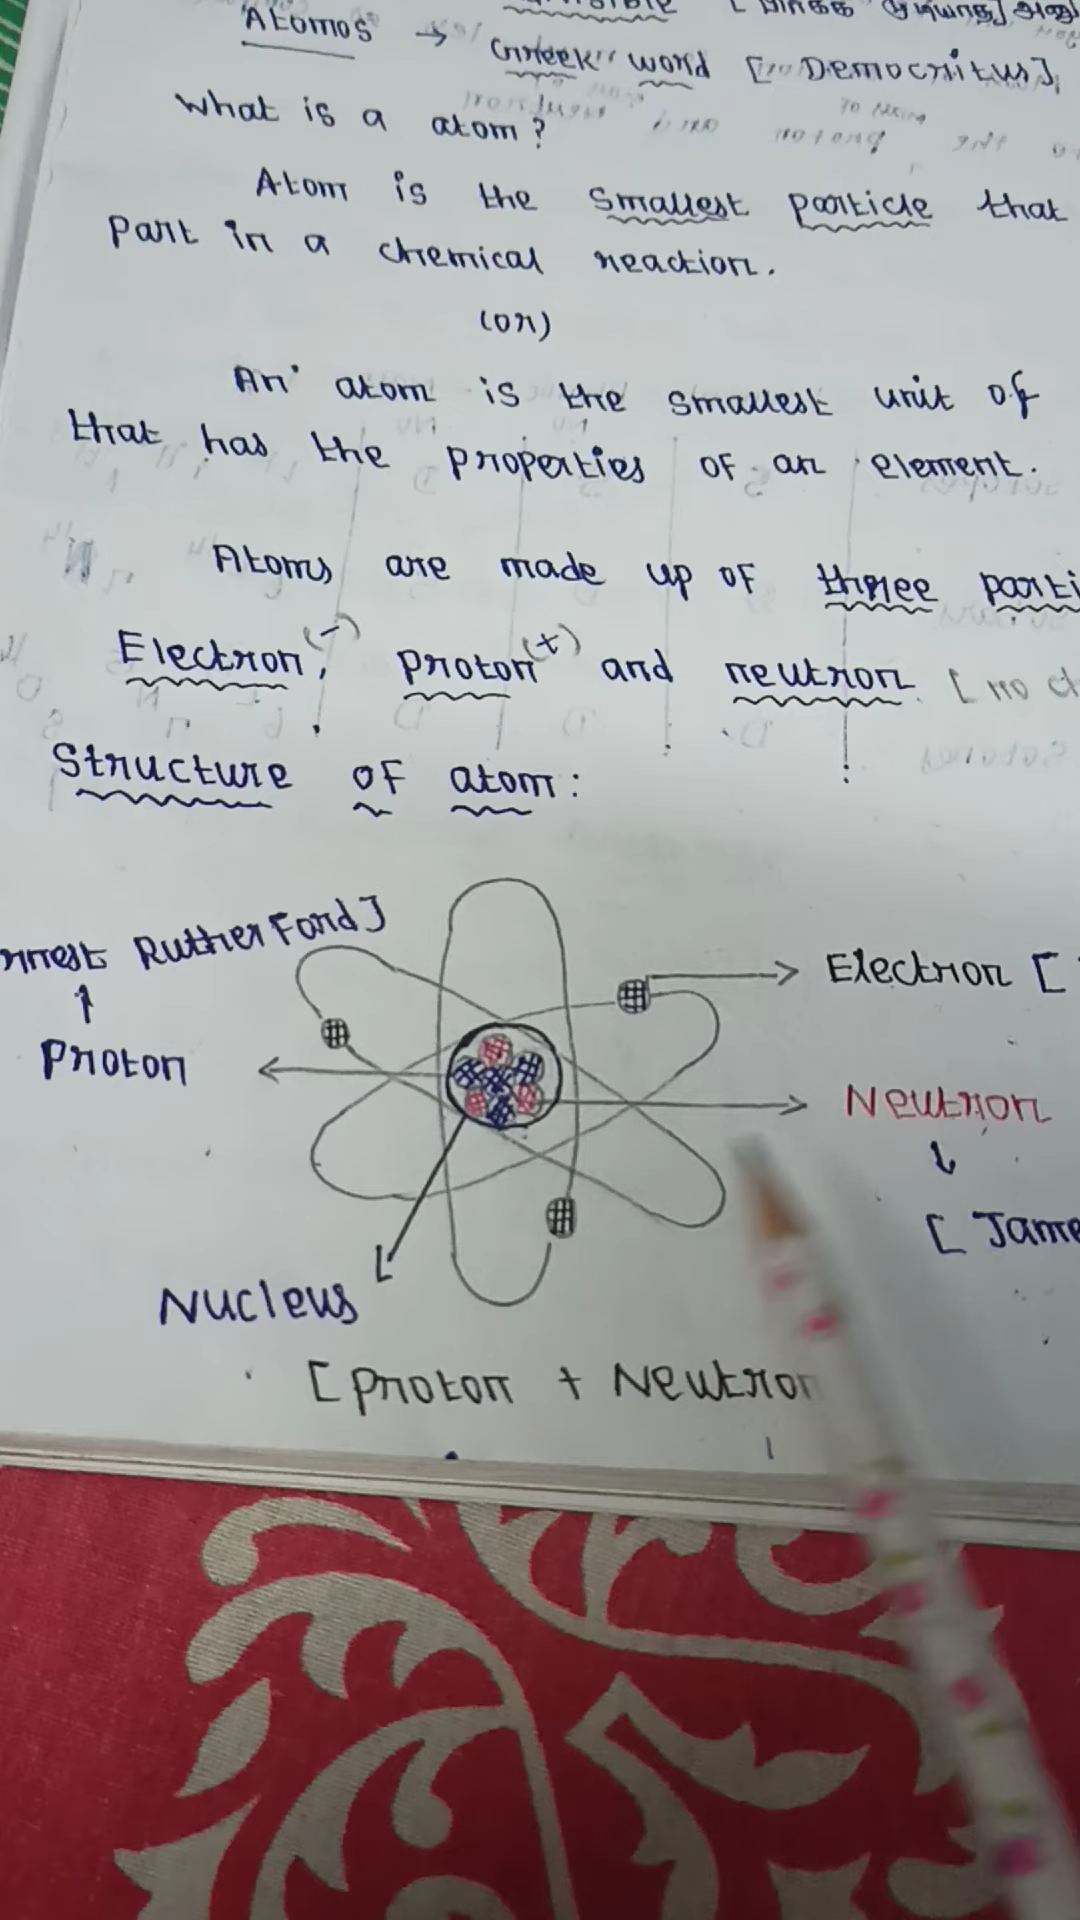 Atomos → Greek word [Democritus]
What is a atom?
Atom is the smallest particle that
part in a chemical reaction.
(or)
An atom is the smallest unit of
that has the properties of an element.
Atoms are made up of three
Electron(-), Proton(+) and neutron [no
Structure of atom:
Rutherford]
↑
Proton
Electron [
Neutron
↓
[James
Nucleus
[Proton + Neutron